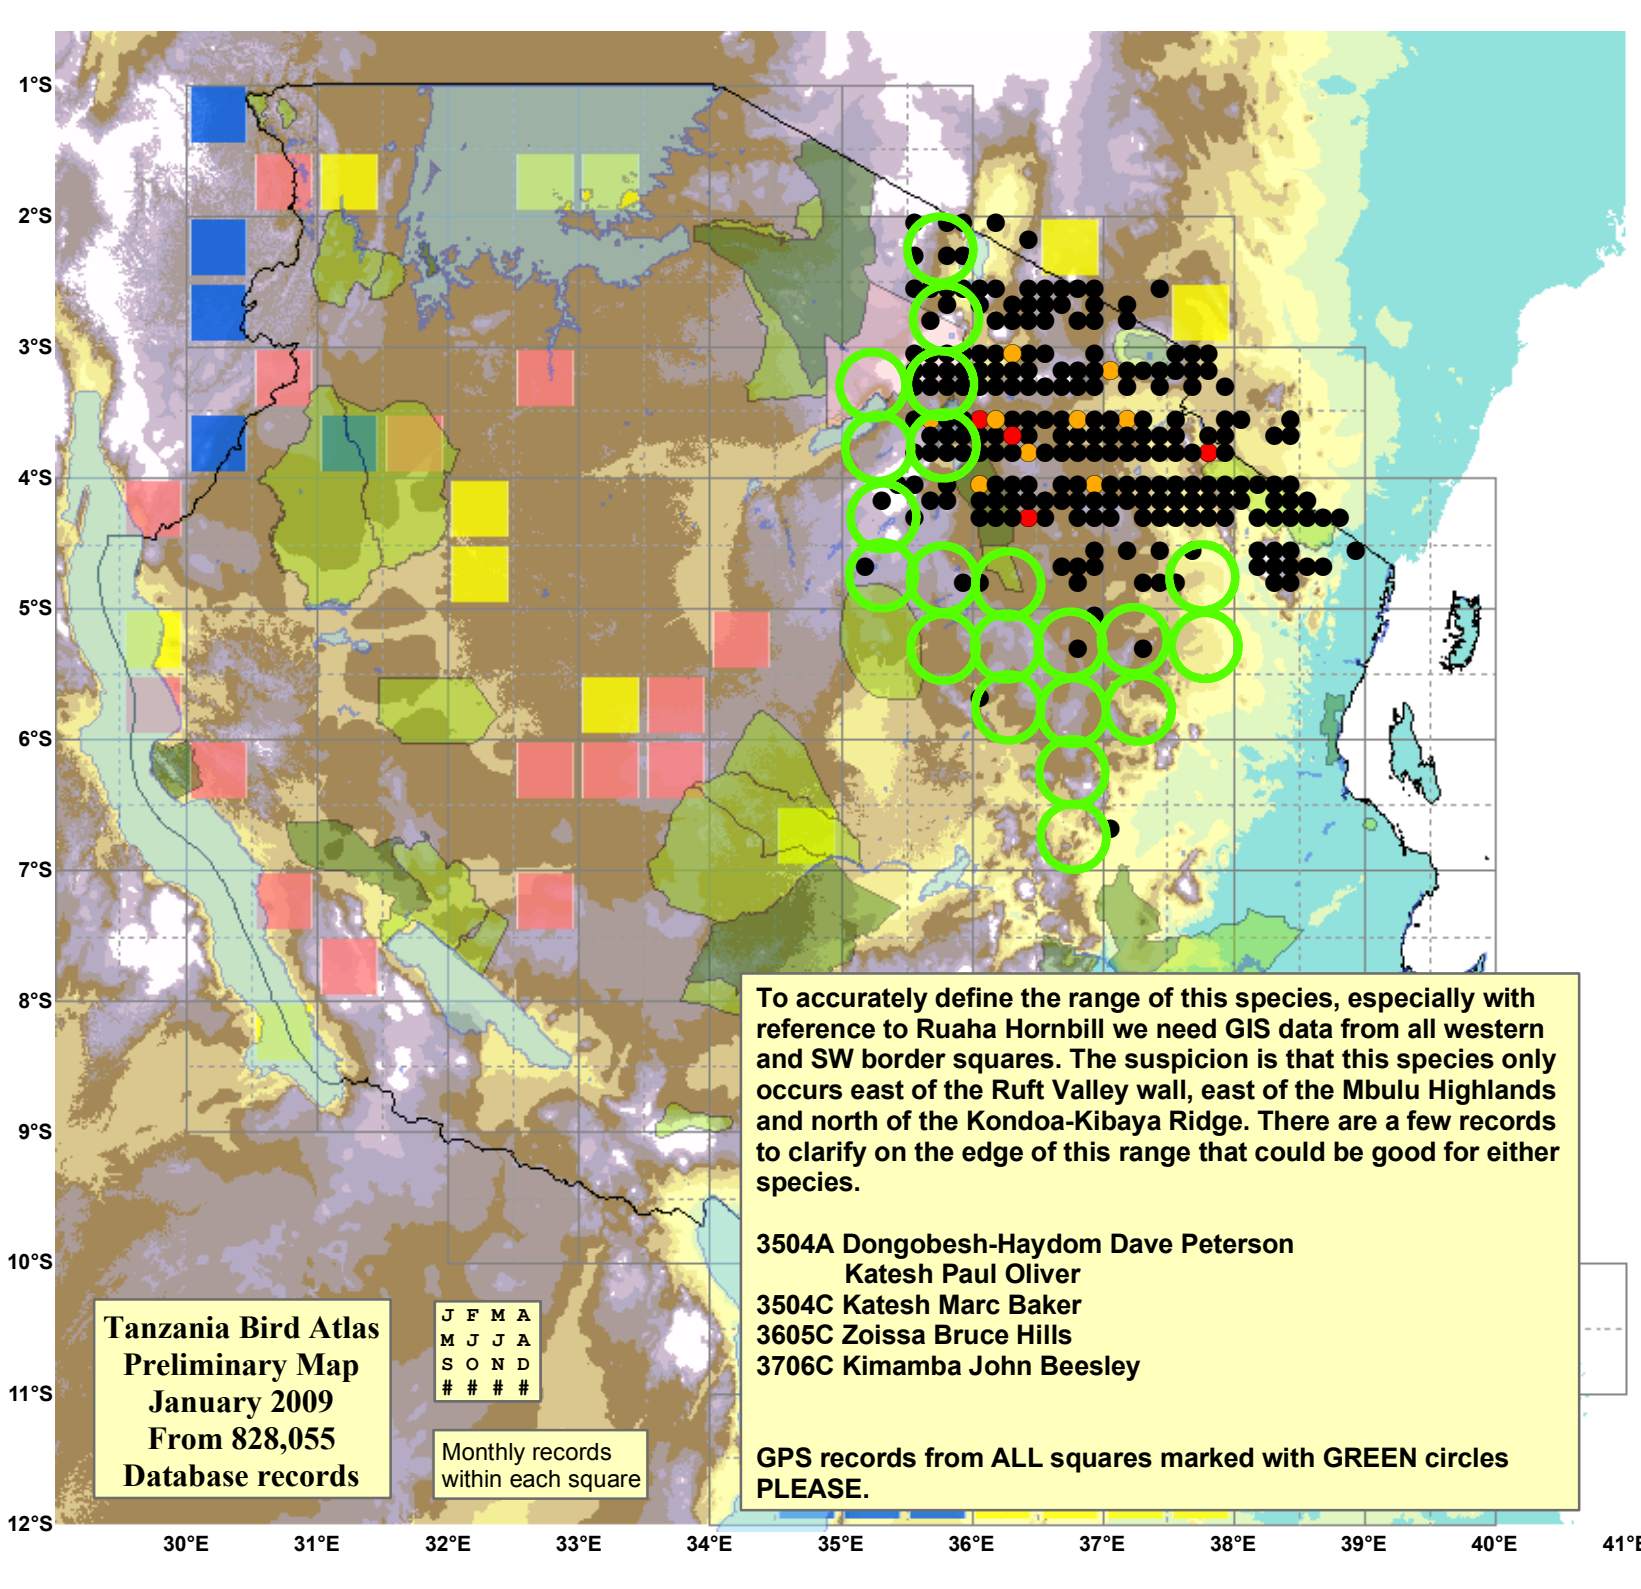 1°S
2°S
3°S
4°S
5°S
6°S
7°S
8°S
9°S
10°S
11°S
12°S
To accurately define the range of this species, especially with
reference to Ruaha Hornbill we need GIS data from all western
and SW border squares. The suspicion is that this species only
occurs east of the Ruft Valley wall, east of the Mbulu Highlands
and north of the Kondoa-Kibaya Ridge. There are a few records
to clarify on the edge of this range that could be good for either
species.
3504A Dongobesh-Haydom Dave Peterson
Katesh Paul Oliver
3504C Katesh Marc Baker
3605C Zoissa Bruce Hills
3706C Kimamba John Beesley
GPS records from ALL squares marked with GREEN circles
PLEASE.
Tanzania Bird Atlas
Preliminary Map
January 2009
From 828,055
Database records
J F M A
M J J A
S O N D
# # # #
Monthly records
within each square
30°E 31°E 32°E 33°E 34°E 35°E 36°E 37°E 38°E 39°E 40°E 41°E